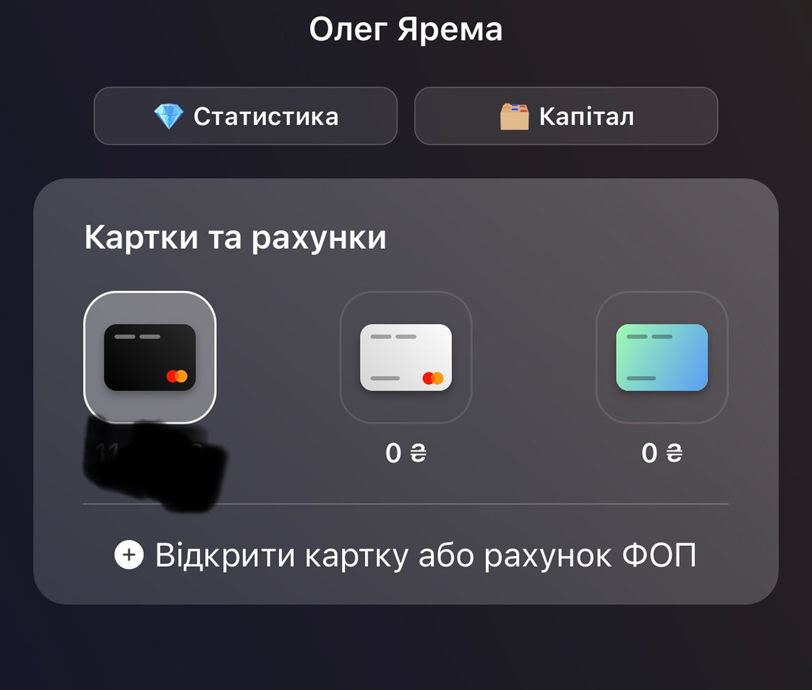 Олег Ярема
Статистика
Капітал
Картки та рахунки
0 ₴
0 ₴
Відкрити картку або рахунок ФОП